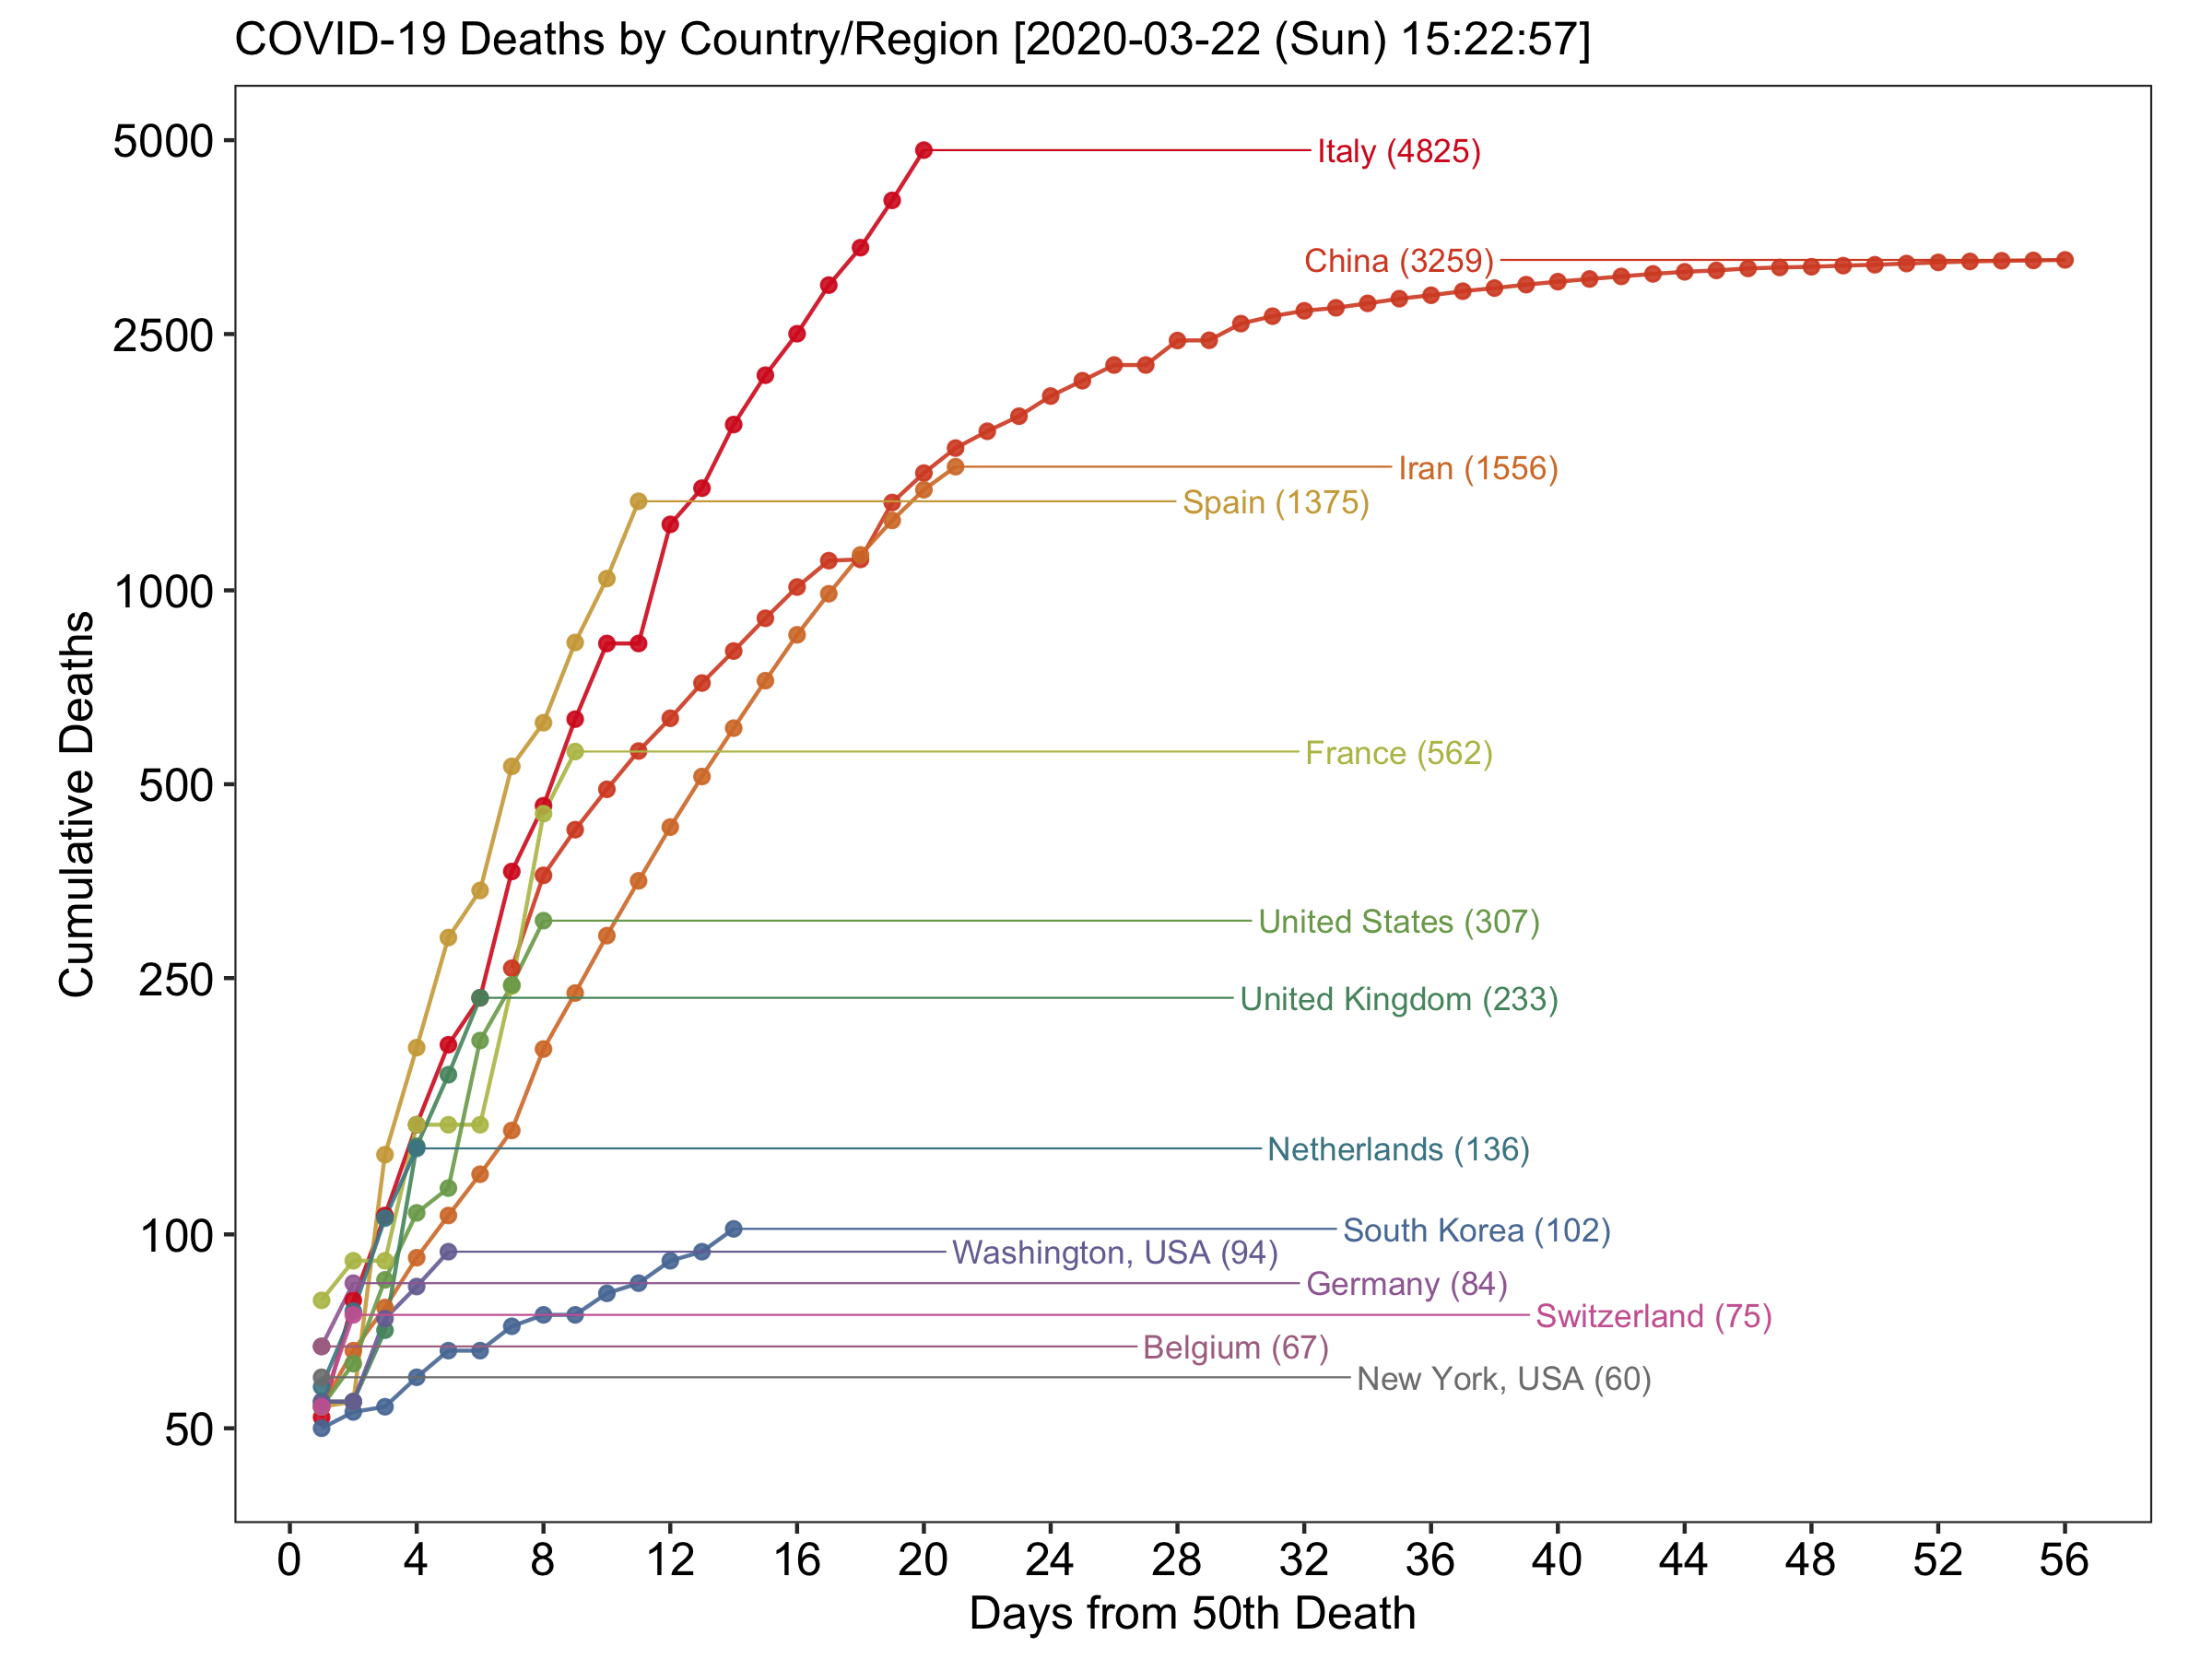 COVID-19 Deaths by Country/Region [2020-03-22 (Sun) 15:22:57]
Cumulative Deaths
5000
2500
1000
500
250
100
50
Italy (4825)
China (3259)
Iran (1556)
Spain (1375)
France (562)
United States (307)
United Kingdom (233)
Netherlands (136)
South Korea (102)
Washington, USA (94)
Germany (84)
Switzerland (75)
Belgium (67)
New York, USA (60)
0 4 8 12 16 20 24 28 32 36 40 44 48 52 56
Days from 50th Death